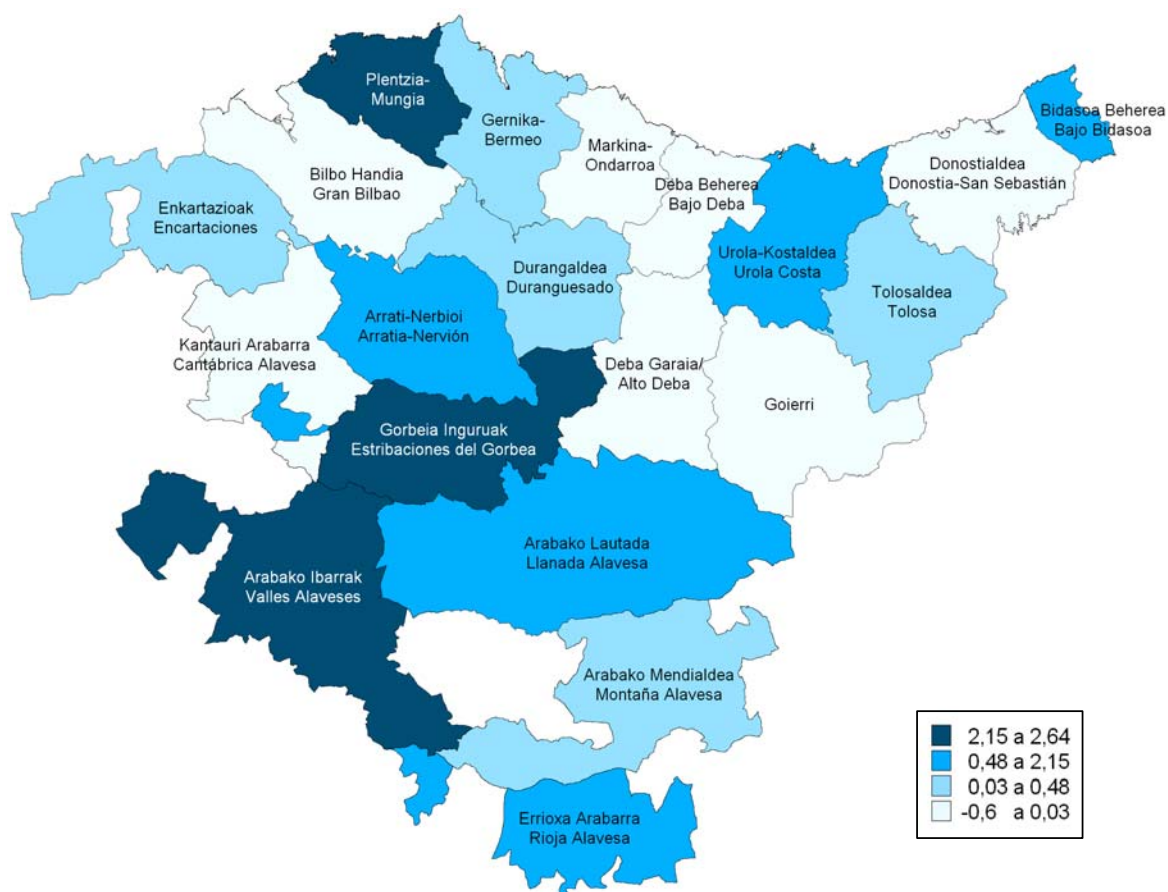 Plentzia-
Mungia
Gernika-
Bermeo
Bidasoa Beherea
Bajo Bidasoa
Markina-
Ondarroa
Donostialdea
Donostia-San Sebastián
Bilbo Handia
Gran Bilbao
Deba Beherea
Bajo Deba
Enkartazioak
Encartaciones
Urola-Kostaldea
Urola Costa
Durangaldea
Duranguesado
Tolosaldea
Tolosa
Arrati-Nerbioi
Arratia-Nervión
Kantauri Arabarra
Cantábrica Alavesa
Deba Garaia/
Alto Deba
Goierri
Gorbeia Inguruak
Estribaciones del Gorbea
Arabako Lautada
Llanada Alavesa
Arabako Ibarrak
Valles Alaveses
Arabako Mendialdea
Montaña Alavesa
Errioxa Arabarra
Rioja Alavesa
2,15 a 2,64
0,48 a 2,15
0,03 a 0,48
-0,6 a 0,03